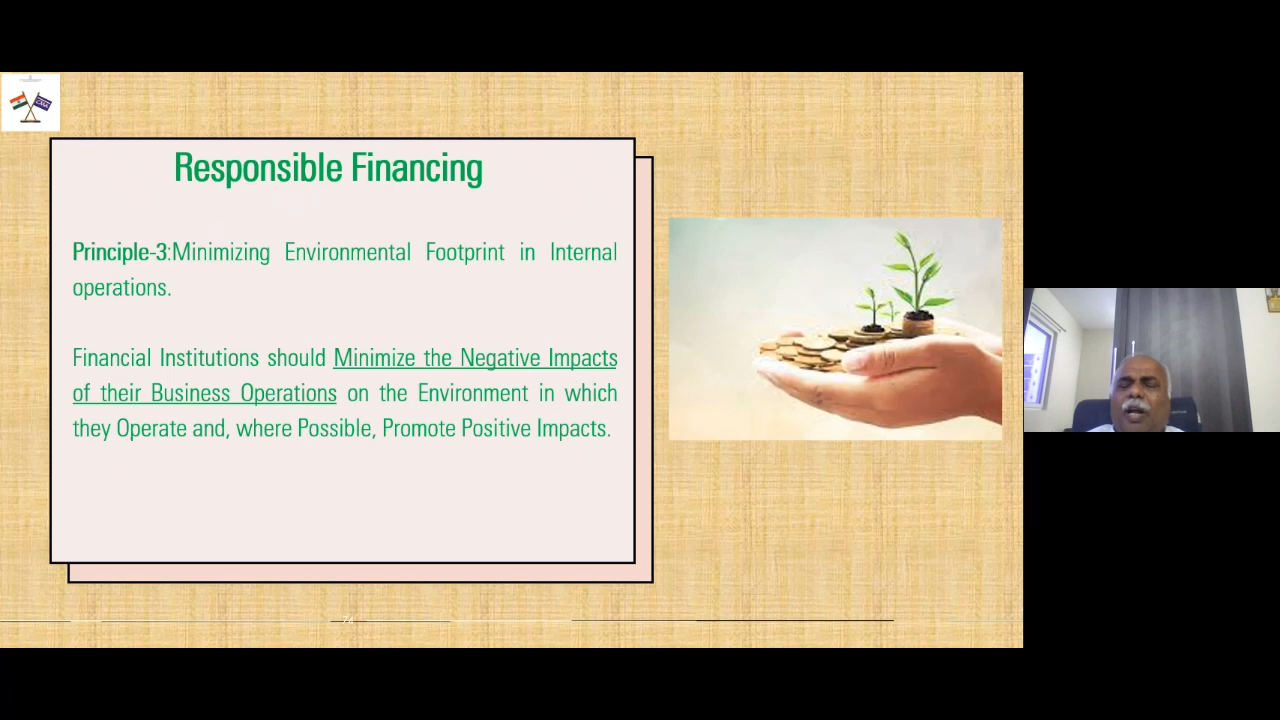 Responsible Financing
Principle-3:Minimizing Environmental Footprint in Internal
operations.
Financial Institutions should Minimize the Negative Impacts
of their Business Operations on the Environment in which
they Operate and, where Possible, Promote Positive Impacts.